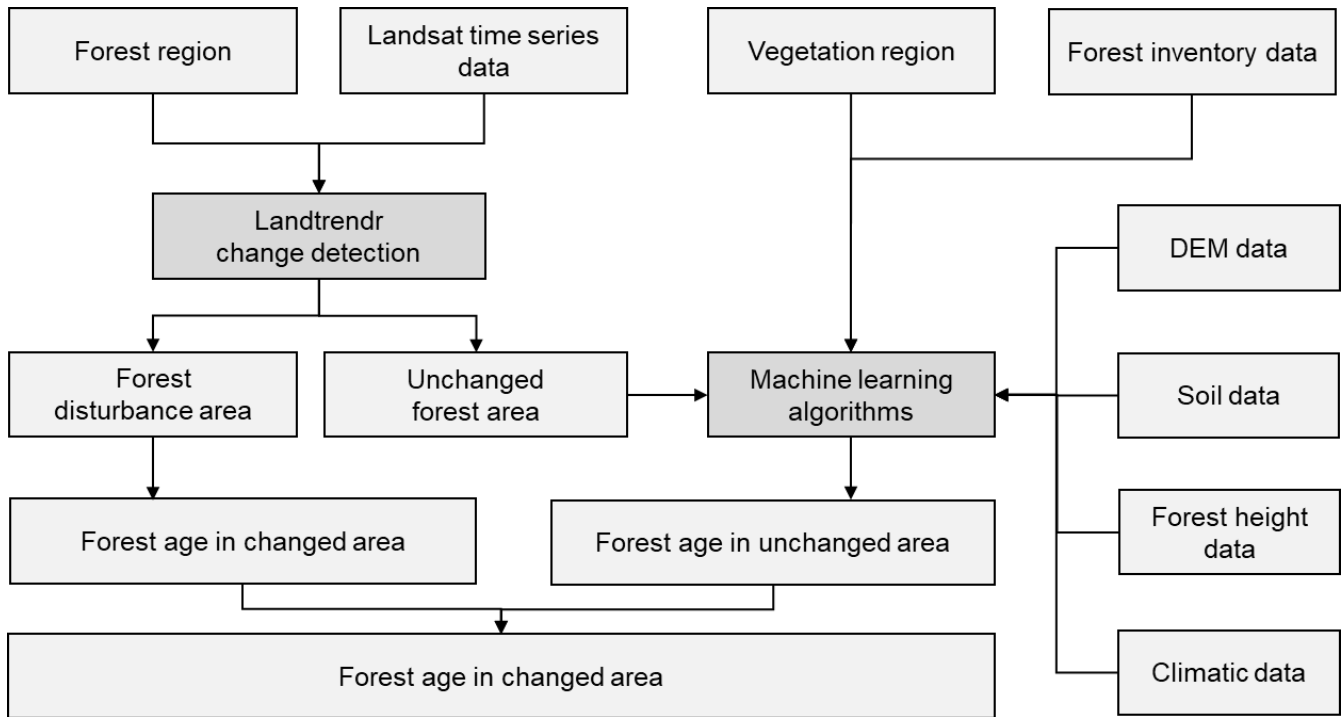 Forest region
Landsat time series
data
Vegetation region
Forest inventory data
Landtrendr
change detection
DEM data
Forest
disturbance area
Unchanged
forest area
Machine learning
algorithms
Soil data
Forest age in changed area
Forest age in unchanged area
Forest height
data
Forest age in changed area
Climatic data